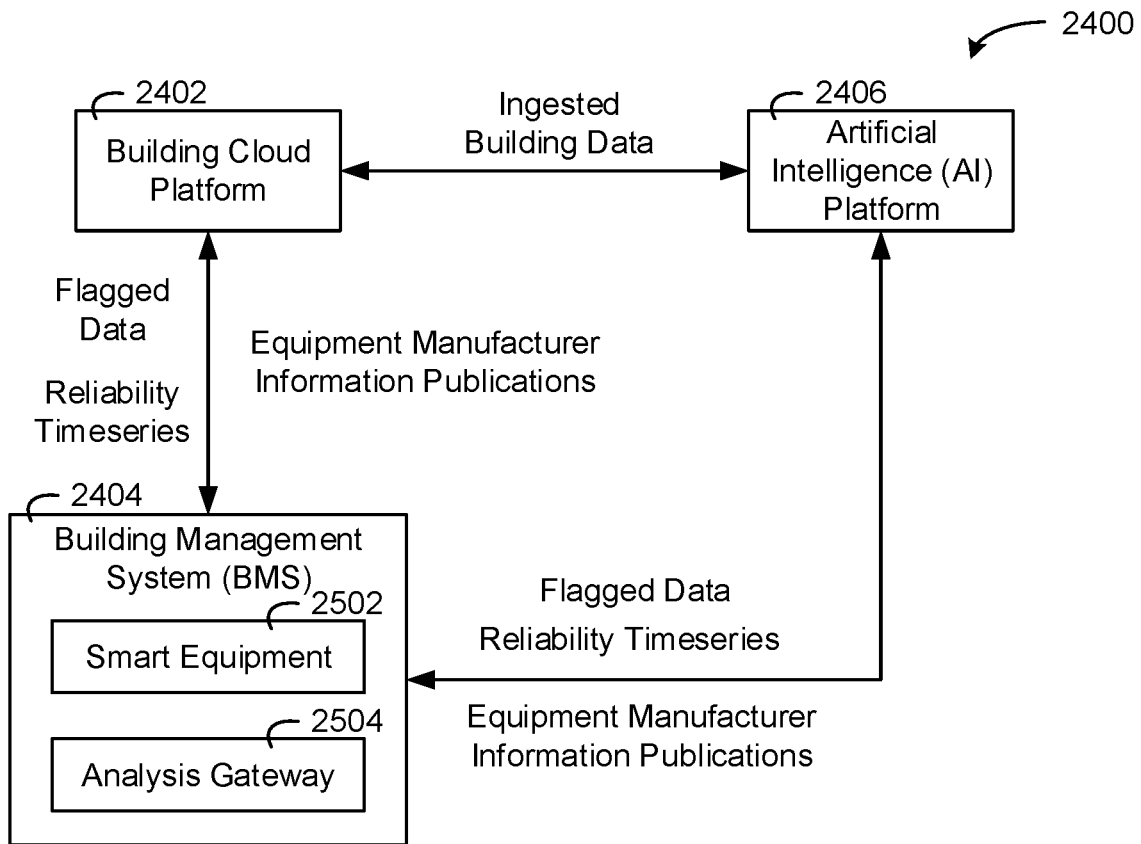 2400
2402
Building Cloud
Platform
Ingested
Building Data
2406
Artificial
Intelligence (AI)
Platform
Flagged
Data
Reliability
Timeseries
Equipment Manufacturer
Information Publications
2404
Building Management
System (BMS)
2502
Smart Equipment
2504
Analysis Gateway
Flagged Data
Reliability Timeseries
Equipment Manufacturer
Information Publications